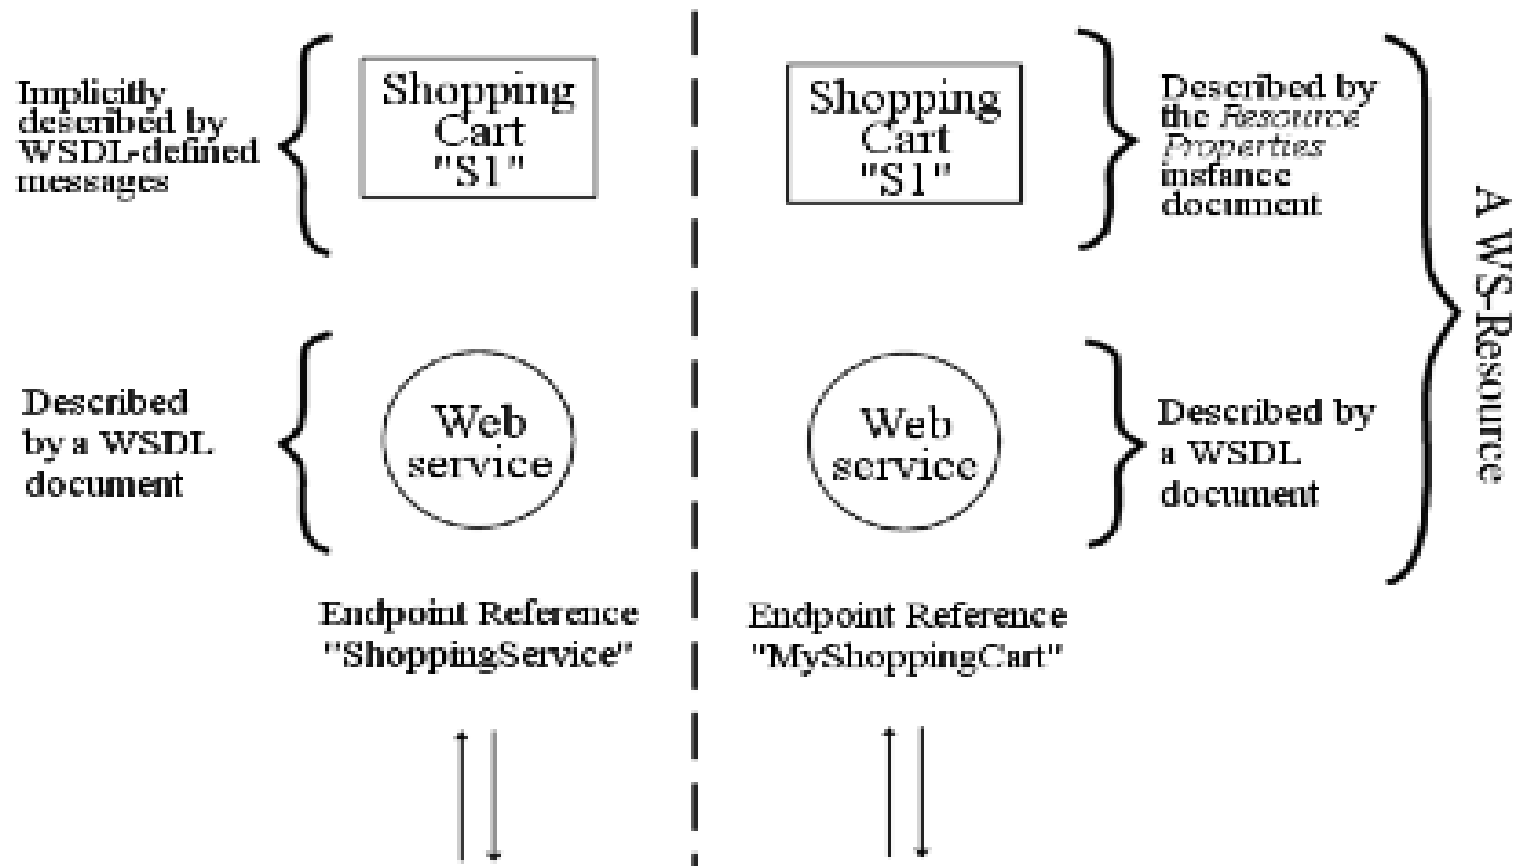 Implicitly
described by
WSDL-defined
messages
Shopping
Cart
"S1"
Described
by a WSDL
document
Web
service
Endpoint Reference
"ShoppingService"
Shopping
Cart
"S1"
Described by
the Resource
Properties
instance
document
Web
service
Described by
a WSDL
document
Endpoint Reference
"MyShoppingCart"
A WS-Resource